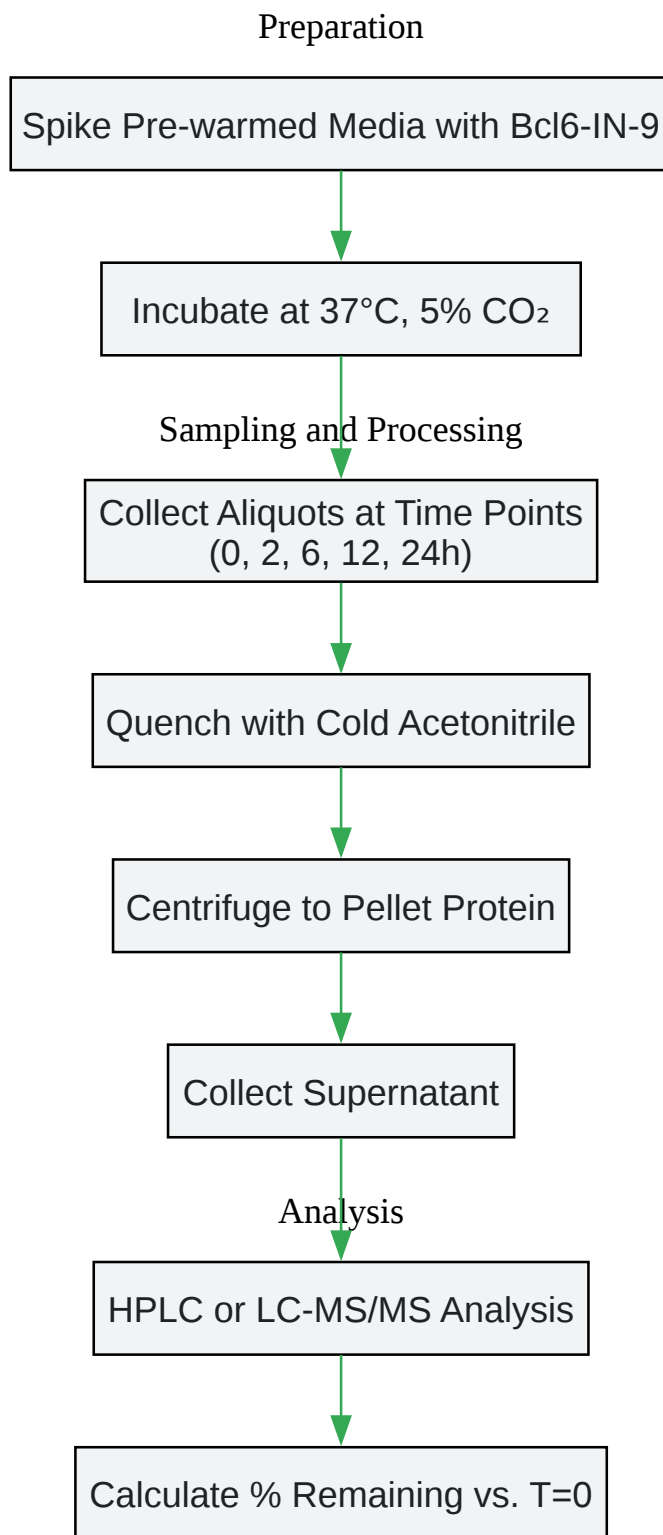 Preparation
Spike Pre-warmed Media with Bcl6-IN-9
Incubate at 37°C, 5% CO₂
Sampling and Processing
Collect Aliquots at Time Points
(0, 2, 6, 12, 24h)
Quench with Cold Acetonitrile
Centrifuge to Pellet Protein
Collect Supernatant
Analysis
HPLC or LC-MS/MS Analysis
Calculate % Remaining vs. T=0